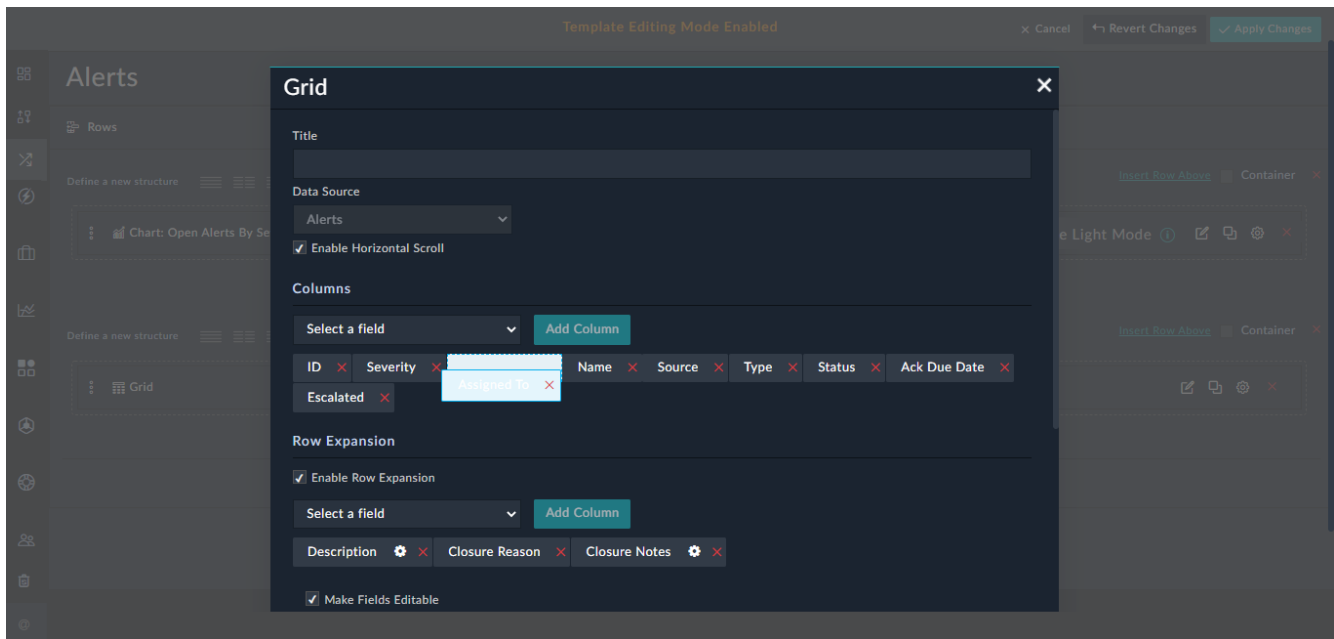 Template Editing Mode Enabled
× Cancel Revert Changes Apply Changes
Alerts
Grid
Rows
Title
Define a new structure
Insert Row Above Container
Data Source
Alerts
Chart: Open Alerts By Se
e Light Mode
Enable Horizontal Scroll
Columns
Select a field Add Column
Define a new structure
Insert Row Above Container
ID Severity Name Source Type Status Ack Due Date
Assigned To
Grid
Escalated
Row Expansion
Enable Row Expansion
Select a field Add Column
Description Closure Reason Closure Notes
Make Fields Editable